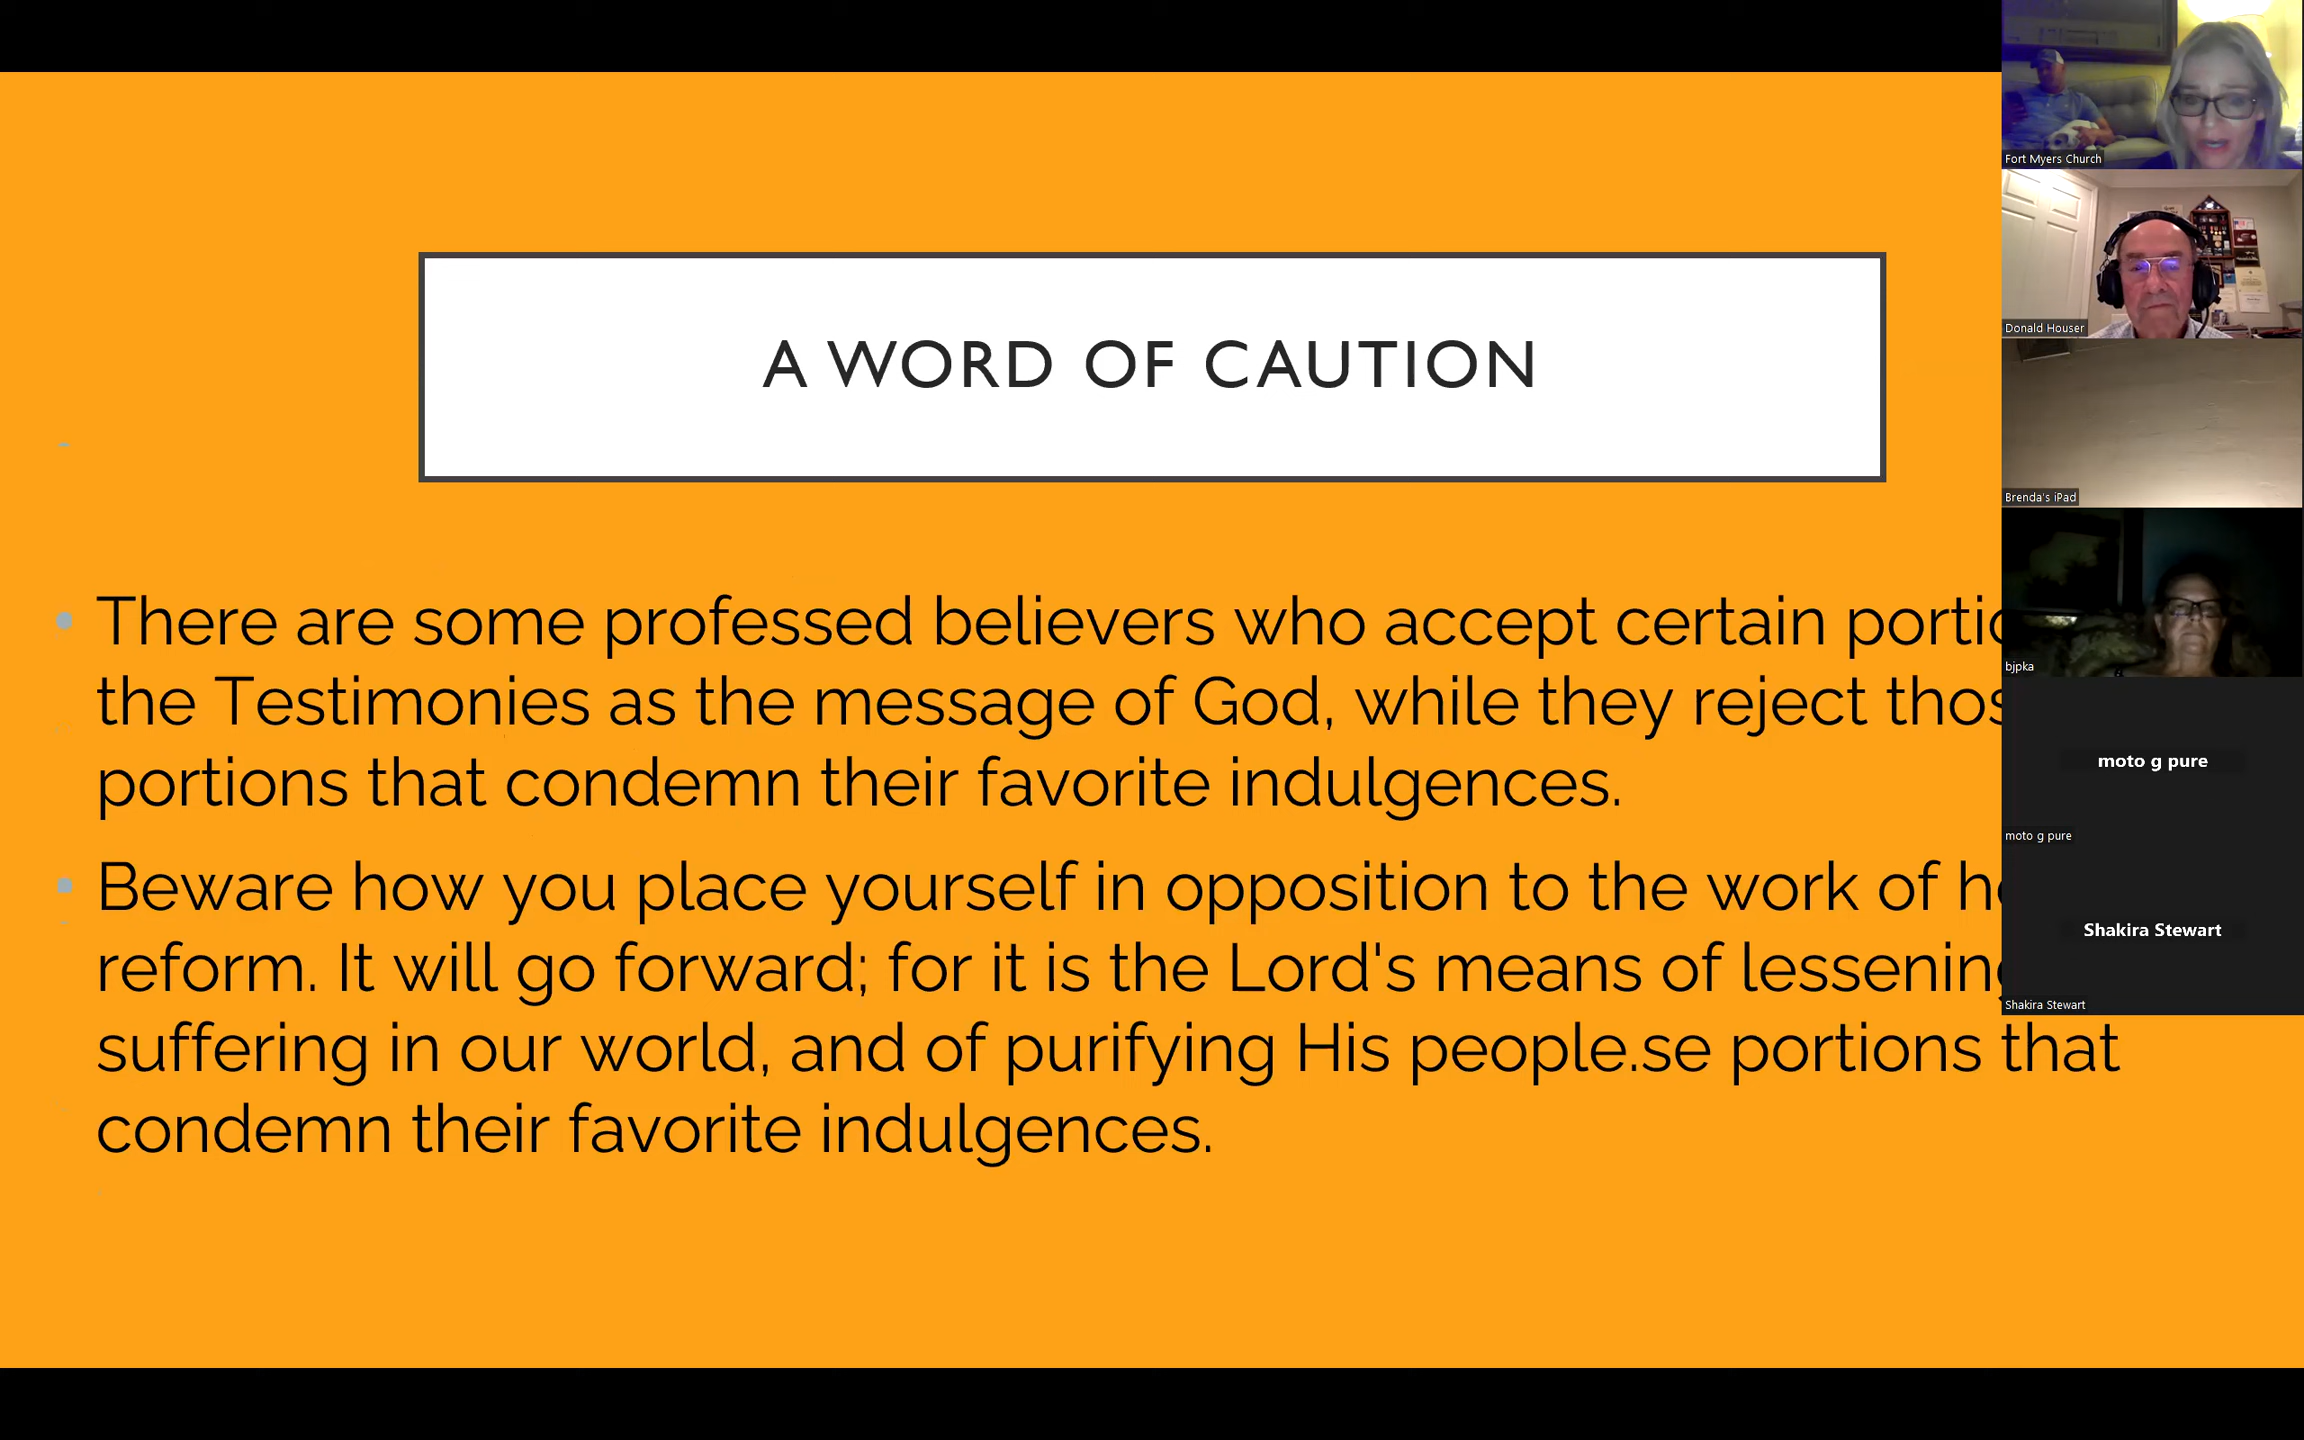 A WORD OF CAUTION
There are some professed believers who accept certain
the Testimonies as the message of God, while they reject
portions that condemn their favorite indulgences.
Beware how you place yourself in opposition to the work of
reform. It will go forward; for it is the Lord's means of
suffering in our world, and of purifying His people.se portions that
condemn their favorite indulgences.
Fort Myers Church
Donald Houser
Brenda's iPad
bjpka
moto g pure
moto g pure
Shakira Stewart
Shakira Stewart